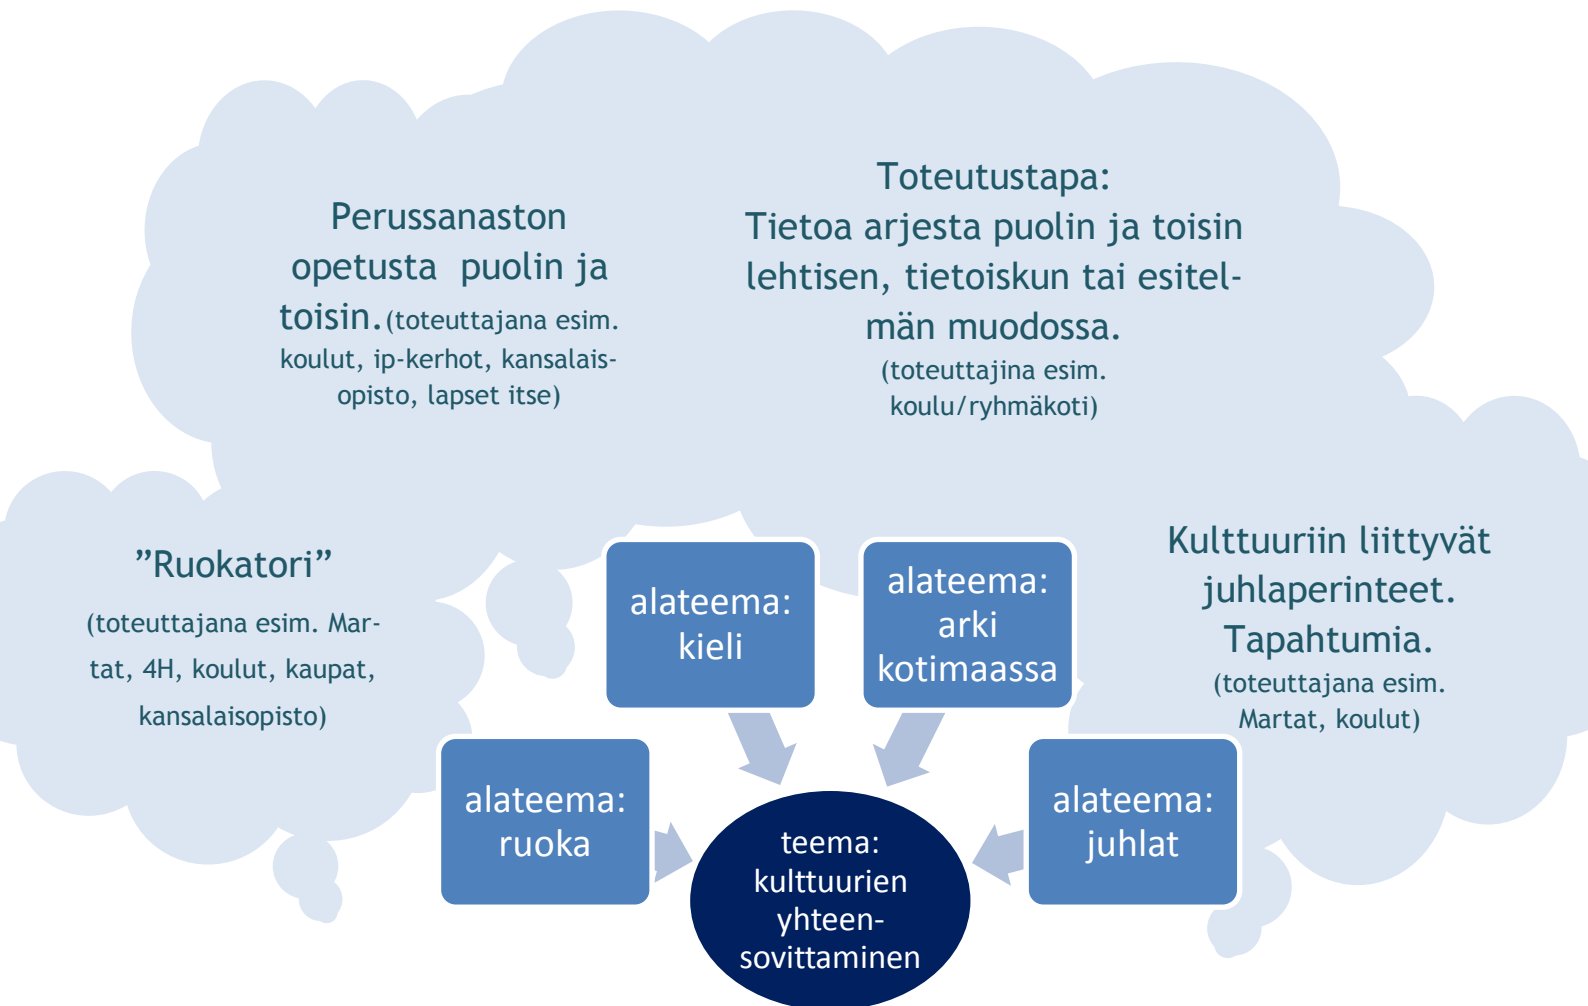 Perussanaston
opetusta puolin ja
toisin.(toteuttajana esim.
koulut, ip-kerhot, kansalais-
opisto, lapset itse)
Toteutustapa:
Tietoa arjesta puolin ja toisin
lehtisen, tietoiskun tai esitel-
män muodossa.
(toteuttajina esim.
koulu/ryhmäkoti)
”Ruokatori”
(toteuttajana esim. Mar-
tat, 4H, koulut, kaupat,
kansalaisopisto)
Kulttuuriin liittyvät
juhlaperinteet.
Tapahtumia.
(toteuttajana esim.
Martat, koulut)
alateema:
kieli
alateema:
arki
kotimaassa
alateema:
ruoka
alateema:
juhlat
teema:
kulttuurien
yhteen-
sovittaminen